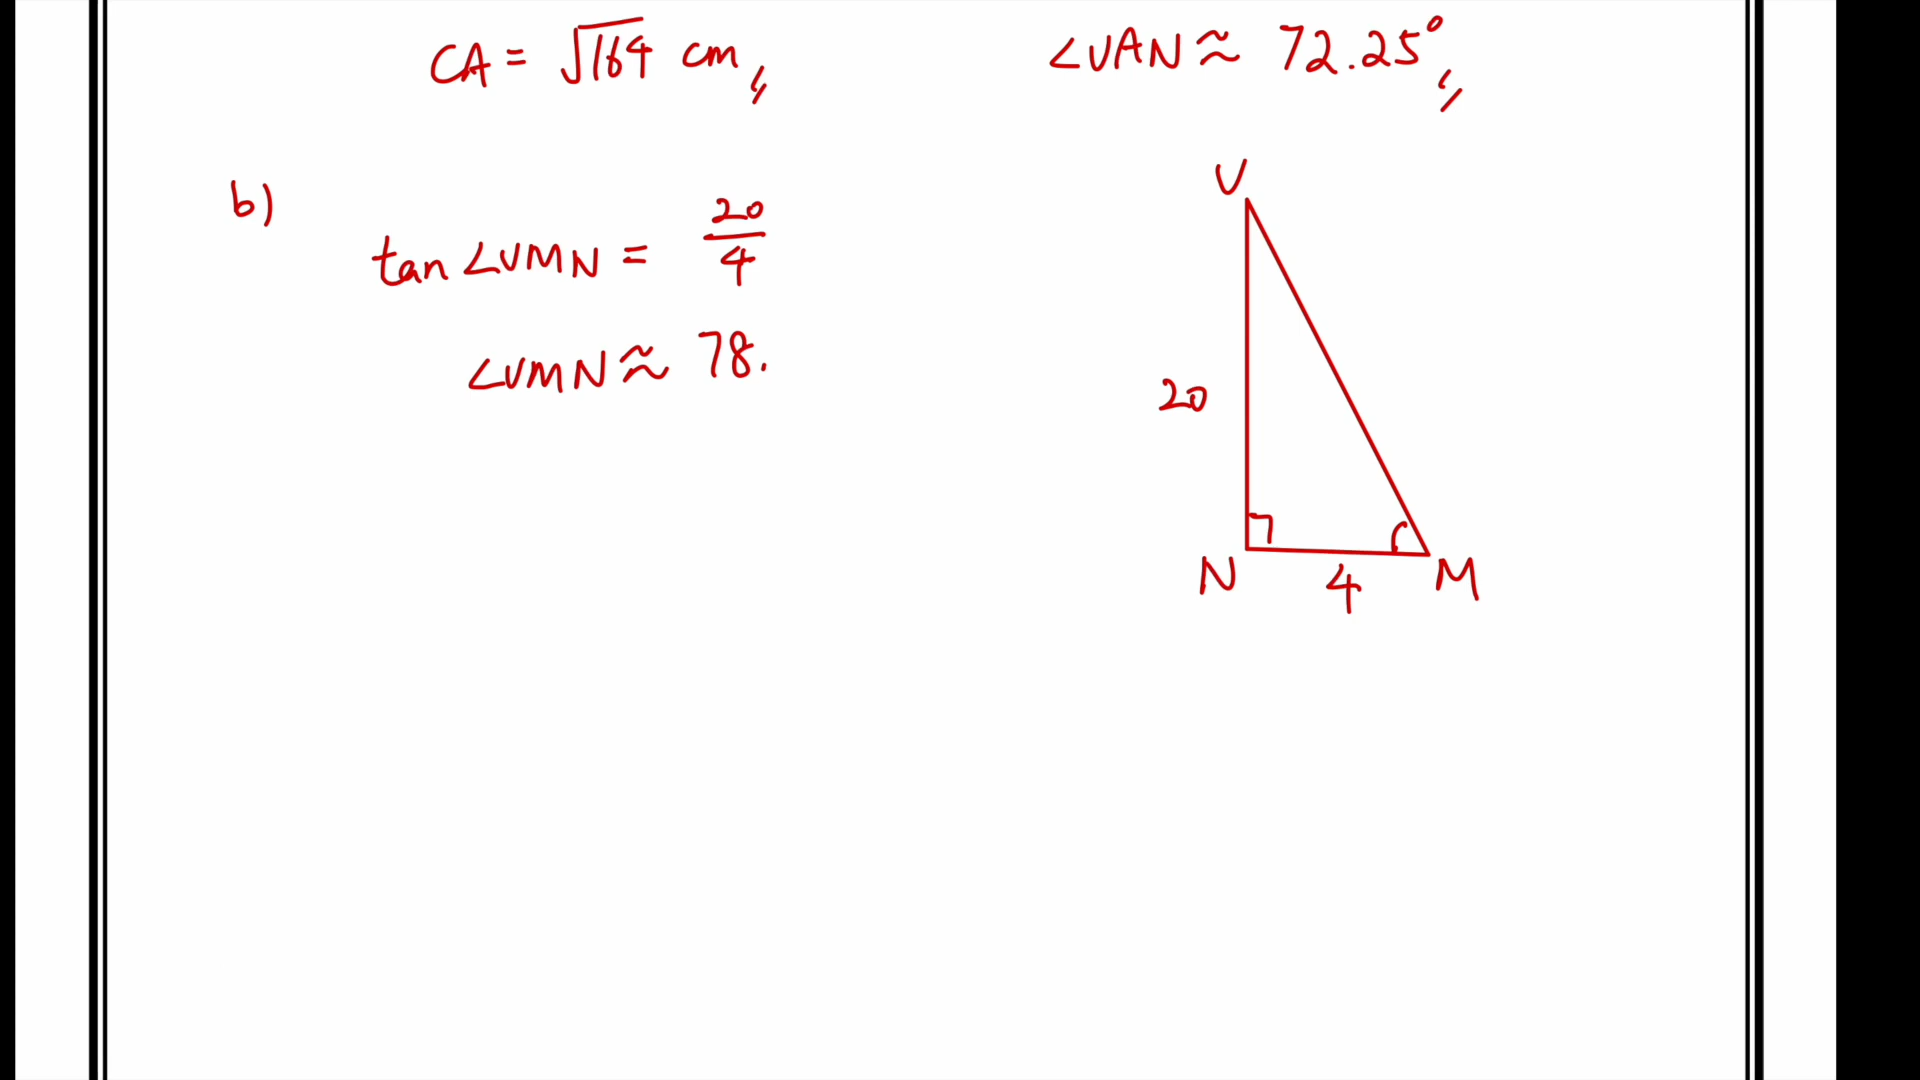 CA = √164 cm,,
∠VAN ≈ 72.25°,,
b)
tan ∠VMN = 20/4
∠VMN ≈ 78.
V
20
N
4
M